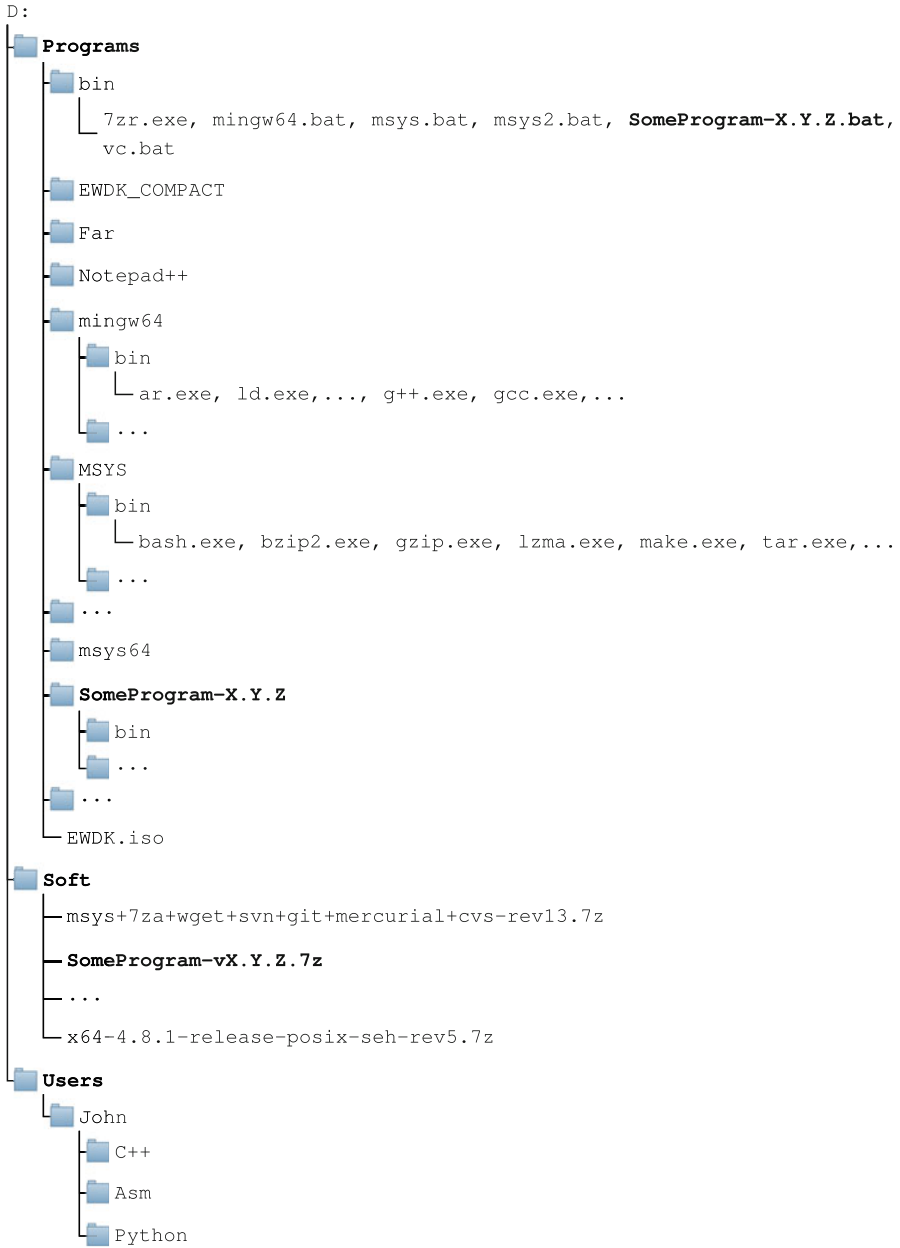 D:
Programs
bin
7zr.exe, mingw64.bat, msys.bat, msys2.bat, SomeProgram-X.Y.Z.bat,
vc.bat
EWDK_COMPACT
Far
Notepad++
mingw64
bin
ar.exe, ld.exe,..., g++.exe, gcc.exe,...
...
MSYS
bin
bash.exe, bzip2.exe, gzip.exe, lzma.exe, make.exe, tar.exe,...
...
...
msys64
SomeProgram-X.Y.Z
bin
...
...
EWDK.iso
Soft
msys+7za+wget+svn+git+mercurial+cvs-rev13.7z
SomeProgram-vX.Y.Z.7z
...
x64-4.8.1-release-posix-seh-rev5.7z
Users
John
C++
Asm
Python